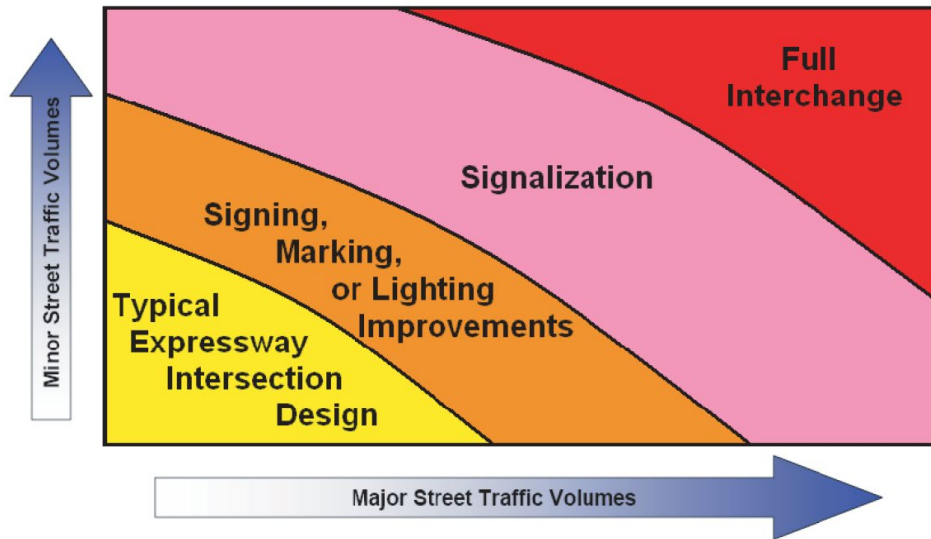 Full
Interchange
Signalization
Signing,
Marking,
or Lighting
Improvements
Typical
Expressway
Intersection
Design
Minor Street Traffic Volumes
Major Street Traffic Volumes